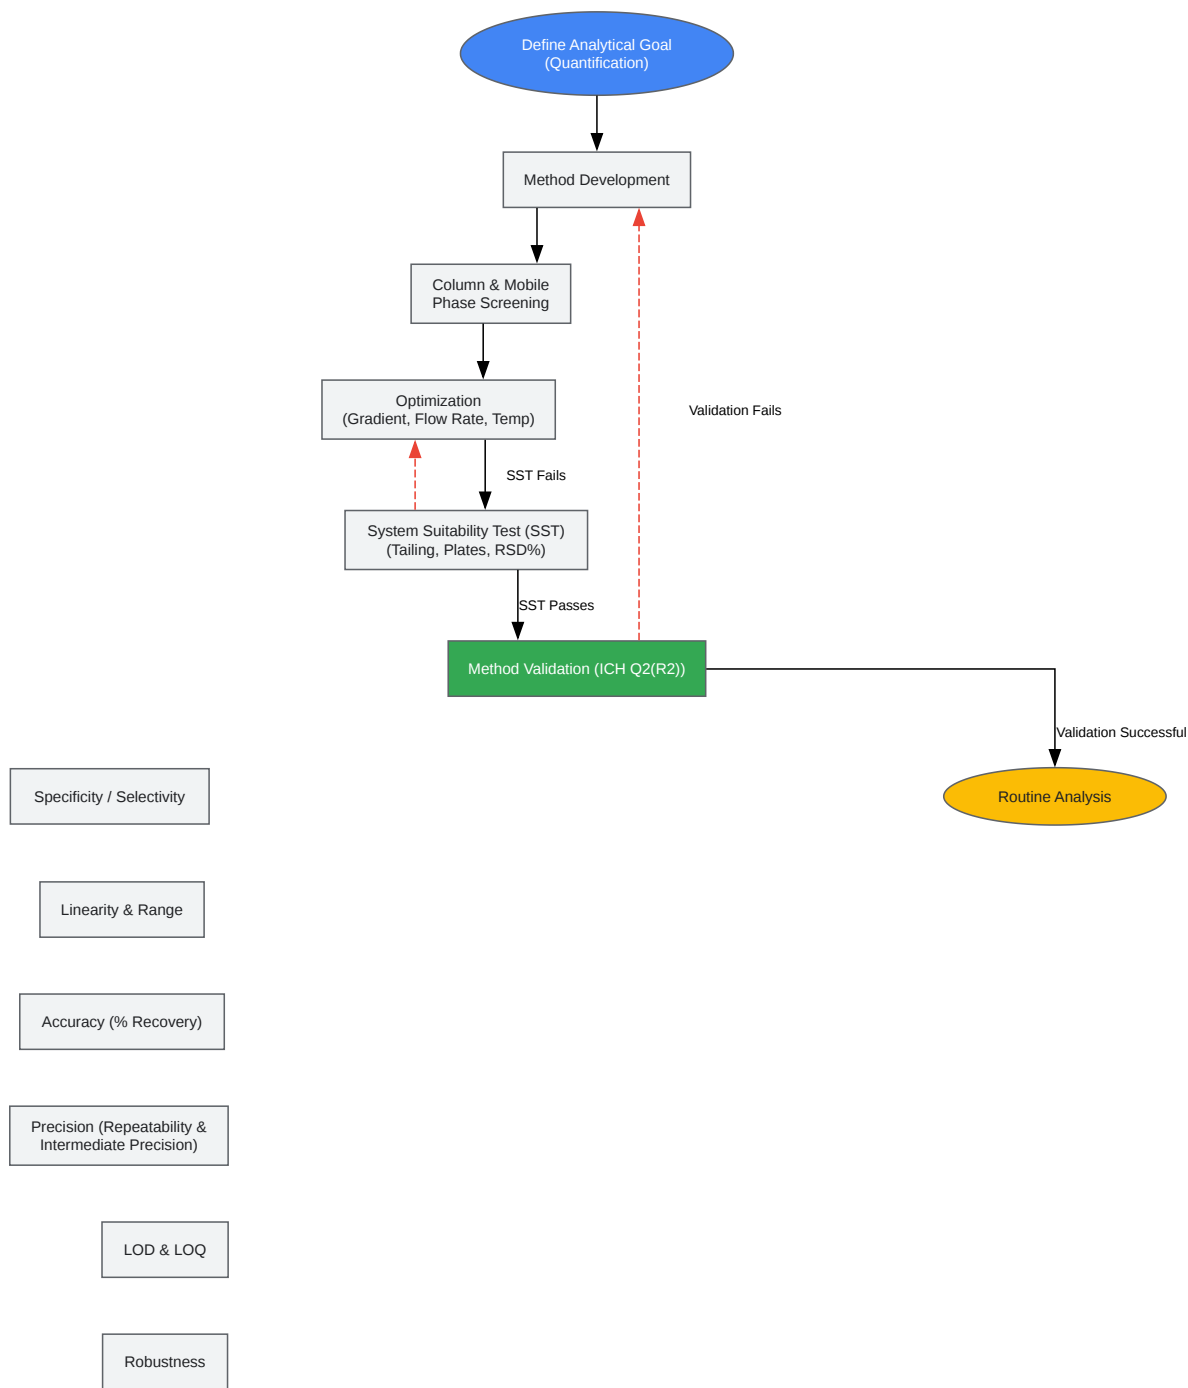 Define Analytical Goal
(Quantification)
Method Development
Column & Mobile
Phase Screening
Optimization
(Gradient, Flow Rate, Temp)
Validation Fails
SST Fails
System Suitability Test (SST)
(Tailing, Plates, RSD%)
SST Passes
Method Validation (ICH Q2(R2))
Validation Successful
Specificity / Selectivity
Routine Analysis
Linearity & Range
Accuracy (% Recovery)
Precision (Repeatability &
Intermediate Precision)
LOD & LOQ
Robustness